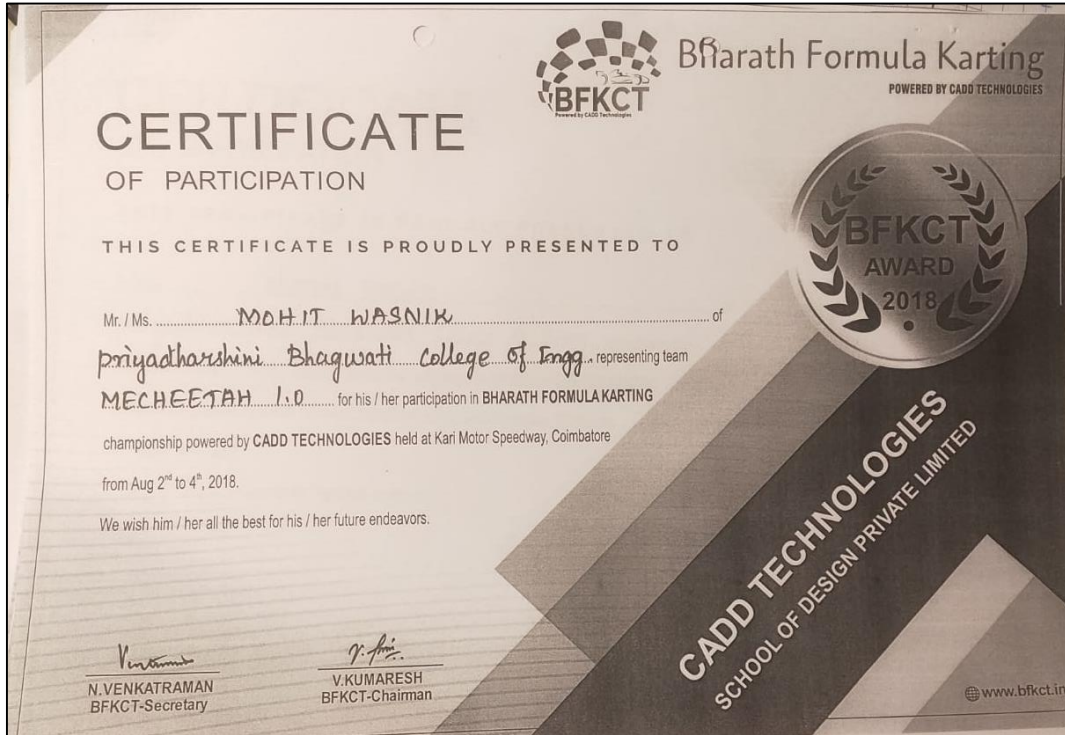 Bharath Formula Karting
POWERED BY CADD TECHNOLOGIES
BFKCT
Powered by CADD Technologies
CERTIFICATE
OF PARTICIPATION
THIS CERTIFICATE IS PROUDLY PRESENTED TO
BFKCT
AWARD
2018
Mr. / Ms. MOHIT WASNIK of
Priyadharshini Bhagwati College Of Engg. representing team
MECHEETAH 1.0 for his / her participation in BHARATH FORMULA KARTING
championship powered by CADD TECHNOLOGIES held at Kari Motor Speedway, Coimbatore
from Aug 2nd to 4th, 2018.
We wish him / her all the best for his / her future endeavors.
CADD TECHNOLOGIES
SCHOOL OF DESIGN PRIVATE LIMITED
N.VENKATRAMAN
BFKCT-Secretary
V.KUMARESH
BFKCT-Chairman
www.bfkct.in